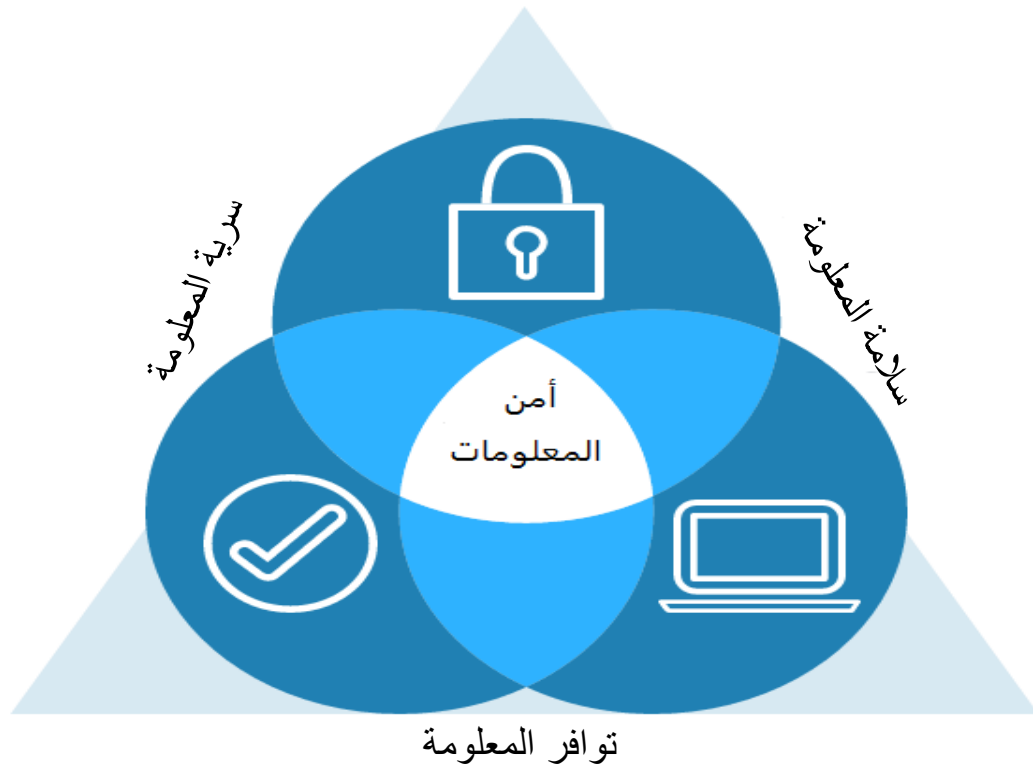 سرية المعلومة
سلامة المعلومة
أمن
المعلومات
توافر المعلومة